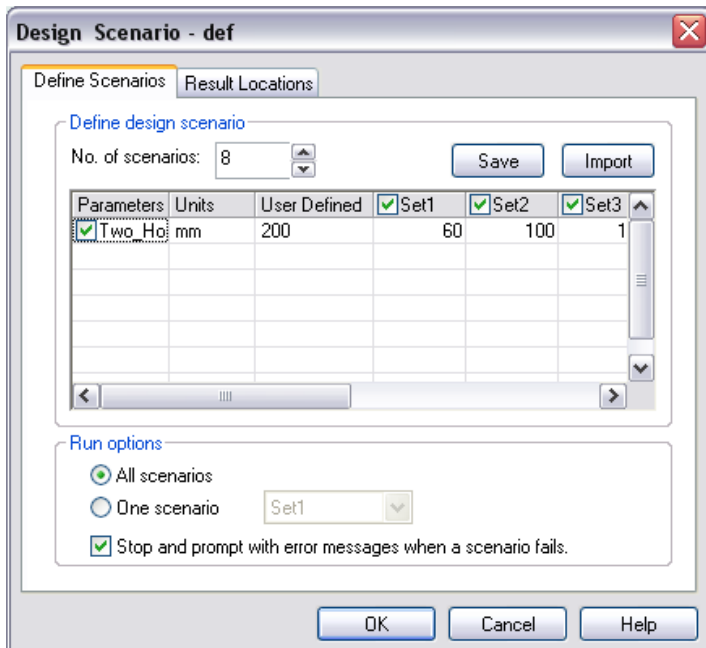 Design Scenario - def
Define Scenarios Result Locations
Define design scenario
No. of scenarios: 8 Save Import
Parameters Units User Defined Set1 Set2 Set3
Two_Ho mm 200 60 100 1
Run options
All scenarios
One scenario Set1
Stop and prompt with error messages when a scenario fails.
OK Cancel Help